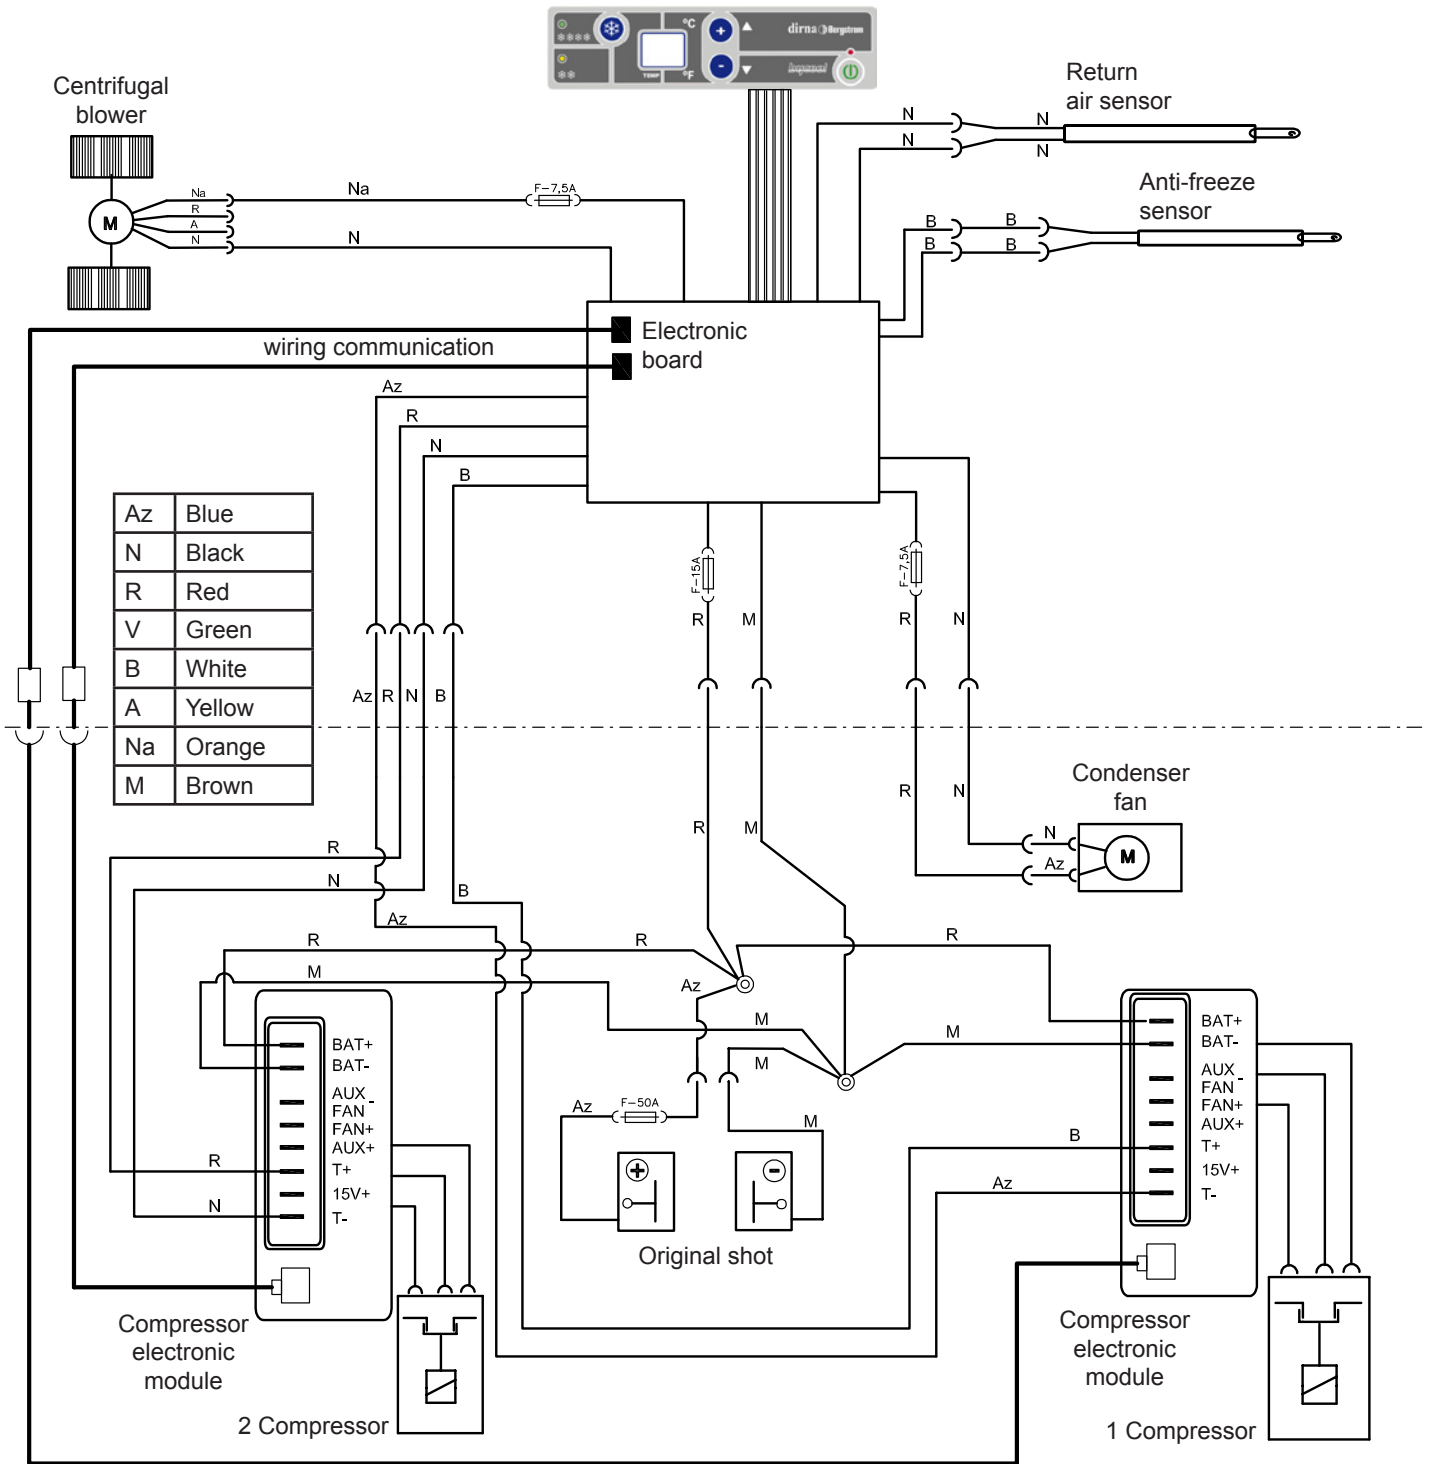 °C
dirna Bergstrom
TEMP
°F
Centrifugal
blower
Return
air sensor
N
N
N
N
Anti-freeze
sensor
Na
R
A
N
M
Na
F-7,5A
N
B
B
B
B
wiring communication
Electronic
board
Az
R
N
B
Az Blue
N Black
R Red
V Green
B White
A Yellow
Na Orange
M Brown
F-15A
F-7,5A
R
M
R
N
Az
R
N
B
R
M
R
N
Condenser
fan
N
Az
M
R
N
B
Az
R
R
R
M
Az
M
M
M
BAT+
BAT-
AUX
FAN -
FAN+
AUX+
T+
15V+
T-
R
N
Az
F-50A
M
+
-
Original shot
B
Az
BAT+
BAT-
AUX
FAN -
FAN+
AUX+
T+
15V+
T-
Compressor
electronic
module
2 Compressor
Compressor
electronic
module
1 Compressor